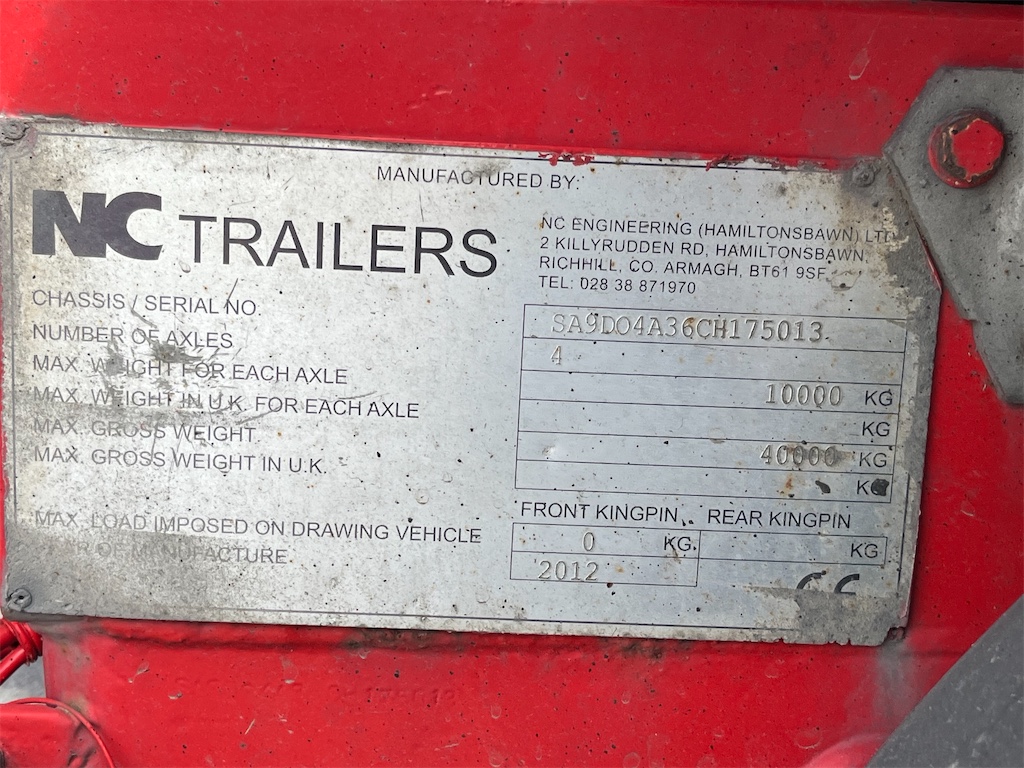 MANUFACTURED BY:
NC TRAILERS
NC ENGINEERING (HAMILTONSBAWN) LTD
2 KILLYRUDDEN RD, HAMILTONSBAWN,
RICHHILL, CO. ARMAGH, BT61 9SF
TEL: 028 38 871970
CHASSIS / SERIAL NO. SA9DO4A36CH175013
NUMBER OF AXLES 4
MAX. WEIGHT FOR EACH AXLE 10000 KG
MAX. WEIGHT IN U.K. FOR EACH AXLE KG
MAX. GROSS WEIGHT 40000 KG
MAX. GROSS WEIGHT IN U.K. KG
FRONT KINGPIN REAR KINGPIN
MAX. LOAD IMPOSED ON DRAWING VEHICLE 0 KG KG
YEAR OF MANUFACTURE 2012
CE